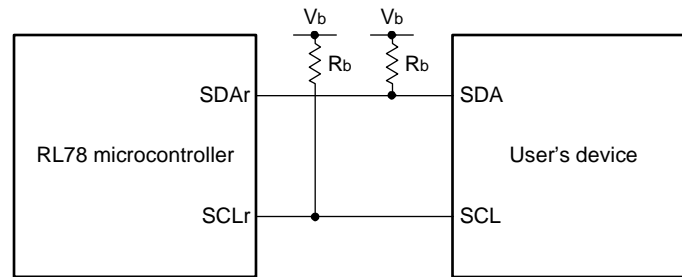 Vb Vb
Rb Rb
SDAr SDA
RL78 microcontroller User's device
SCLr SCL